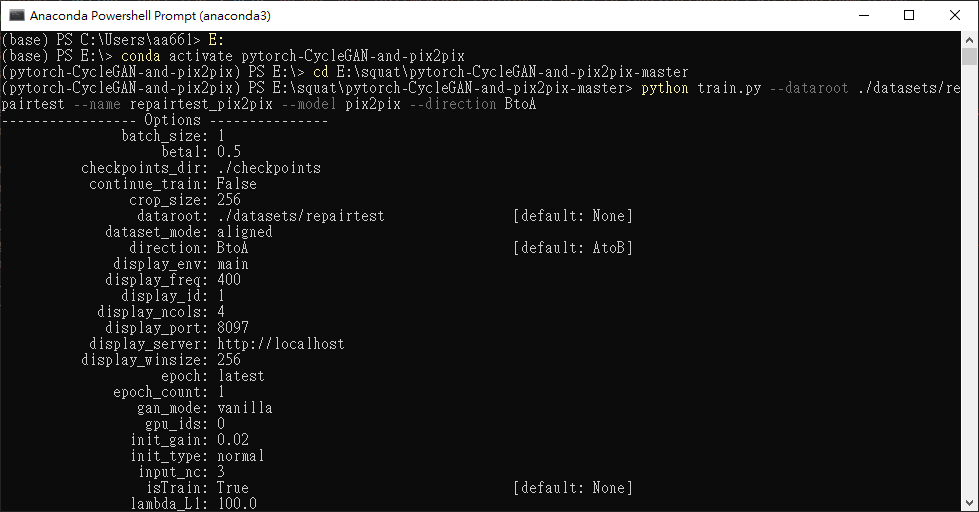 Anaconda Powershell Prompt (anaconda3)
(base) PS C:\Users\aa661> E:
(base) PS E:\> conda activate pytorch-CycleGAN-and-pix2pix
(pytorch-CycleGAN-and-pix2pix) PS E:\> cd E:\squat\pytorch-CycleGAN-and-pix2pix-master
(pytorch-CycleGAN-and-pix2pix) PS E:\squat\pytorch-CycleGAN-and-pix2pix-master> python train.py --dataroot ./datasets/re
pairtest --name repairtest_pix2pix --model pix2pix --direction BtoA
----------------- Options ---------------
batch_size: 1
beta1: 0.5
checkpoints_dir: ./checkpoints
continue_train: False
crop_size: 256
dataroot: ./datasets/repairtest [default: None]
dataset_mode: aligned
direction: BtoA [default: AtoB]
display_env: main
display_freq: 400
display_id: 1
display_ncols: 4
display_port: 8097
display_server: http://localhost
display_winsize: 256
epoch: latest
epoch_count: 1
gan_mode: vanilla
gpu_ids: 0
init_gain: 0.02
init_type: normal
input_nc: 3
isTrain: True [default: None]
lambda_L1: 100.0